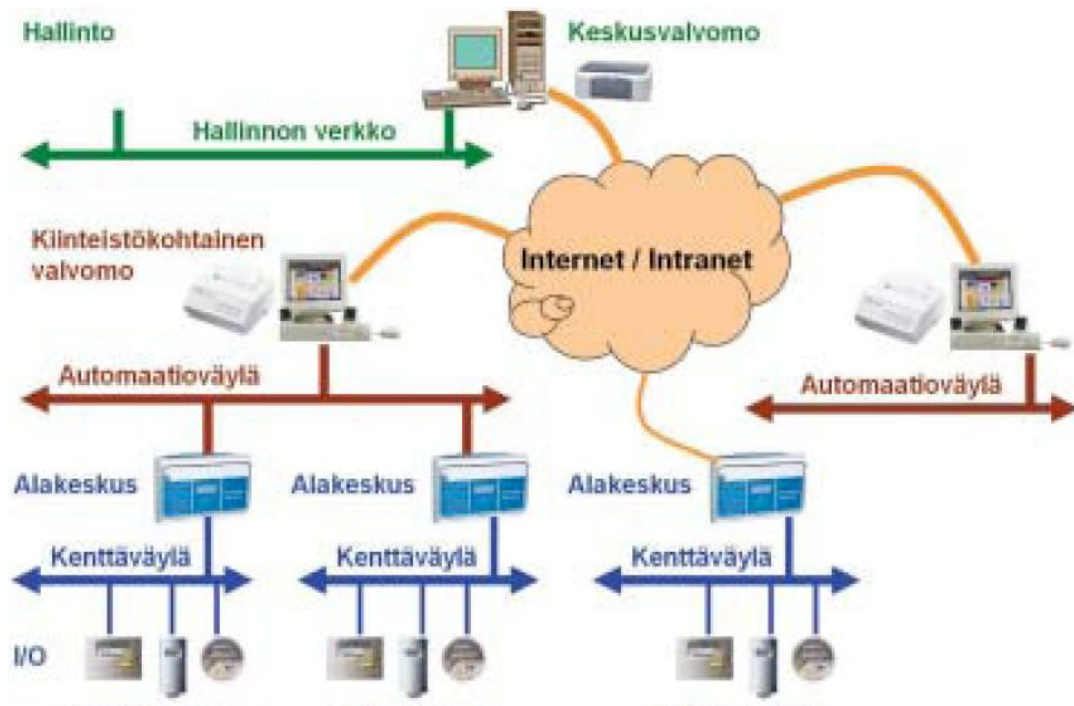 Hallinto
Keskusvalvomo
Hallinnon verkko
Kiinteistökohtainen
valvomo
Internet / Intranet
Automaatioväylä
Automaatioväylä
Alakeskus
Alakeskus
Alakeskus
Kenttäväylä
Kenttäväylä
Kenttäväylä
I/O